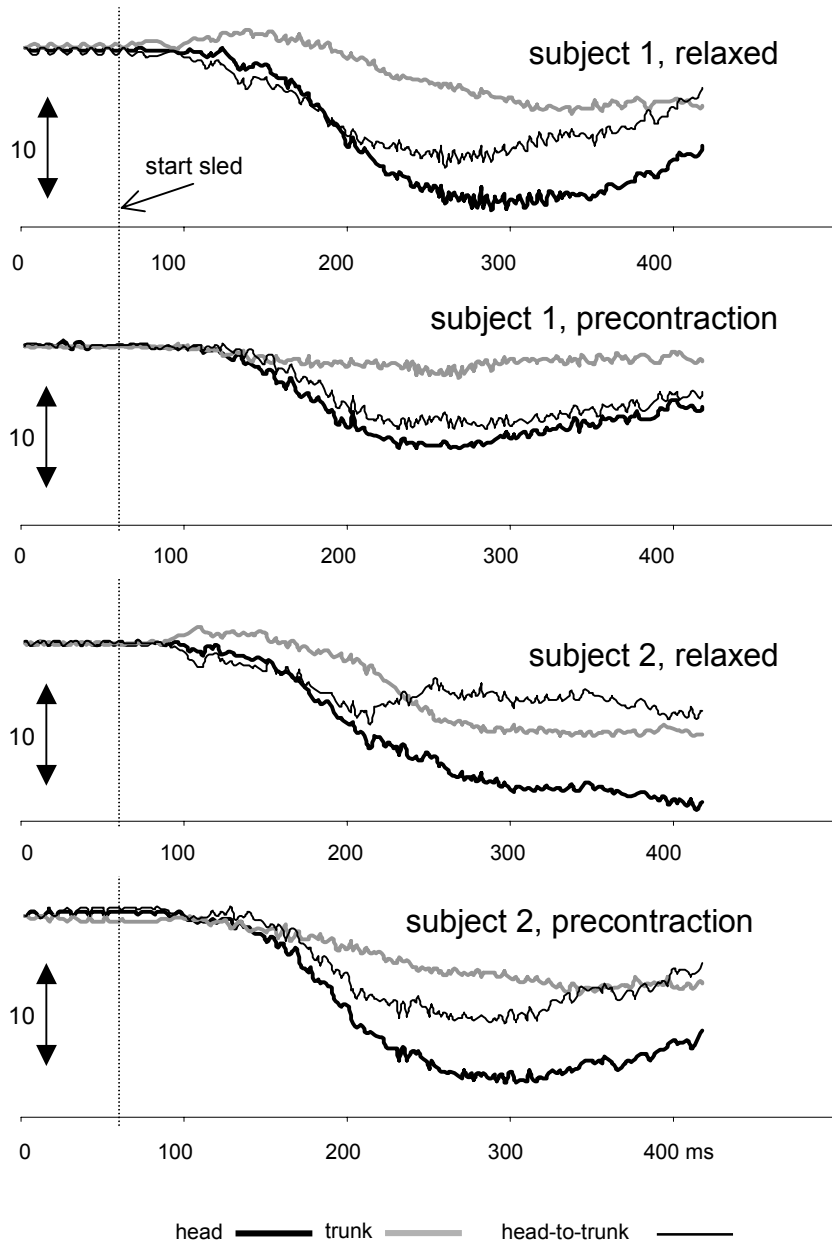 subject 1, relaxed
10
start sled
0 100 200 300 400
subject 1, precontraction
10
0 100 200 300 400
subject 2, relaxed
10
0 100 200 300 400
subject 2, precontraction
10
0 100 200 300 400 ms
head trunk head-to-trunk